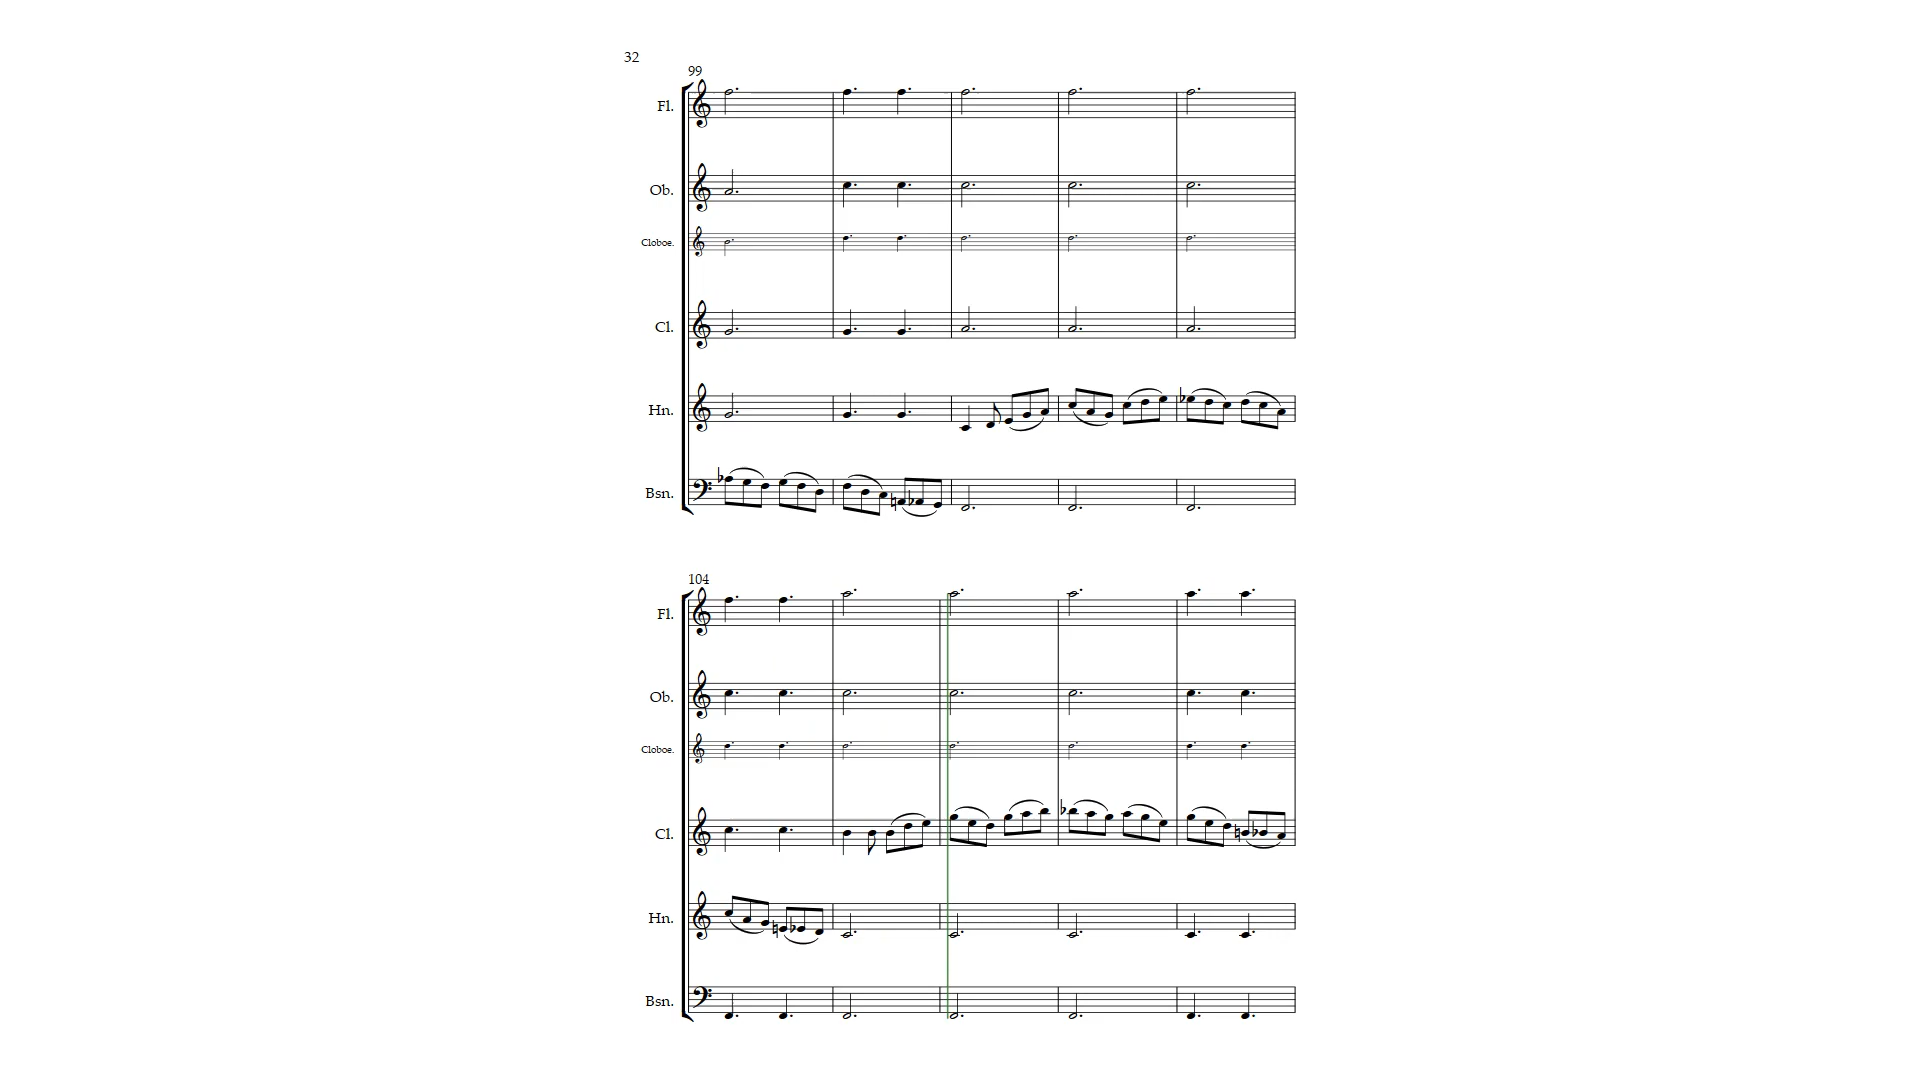 32
99
Fl.
Ob.
Cloboe.
Cl.
Hn.
Bsn.
104
Fl.
Ob.
Cloboe.
Cl.
Hn.
Bsn.